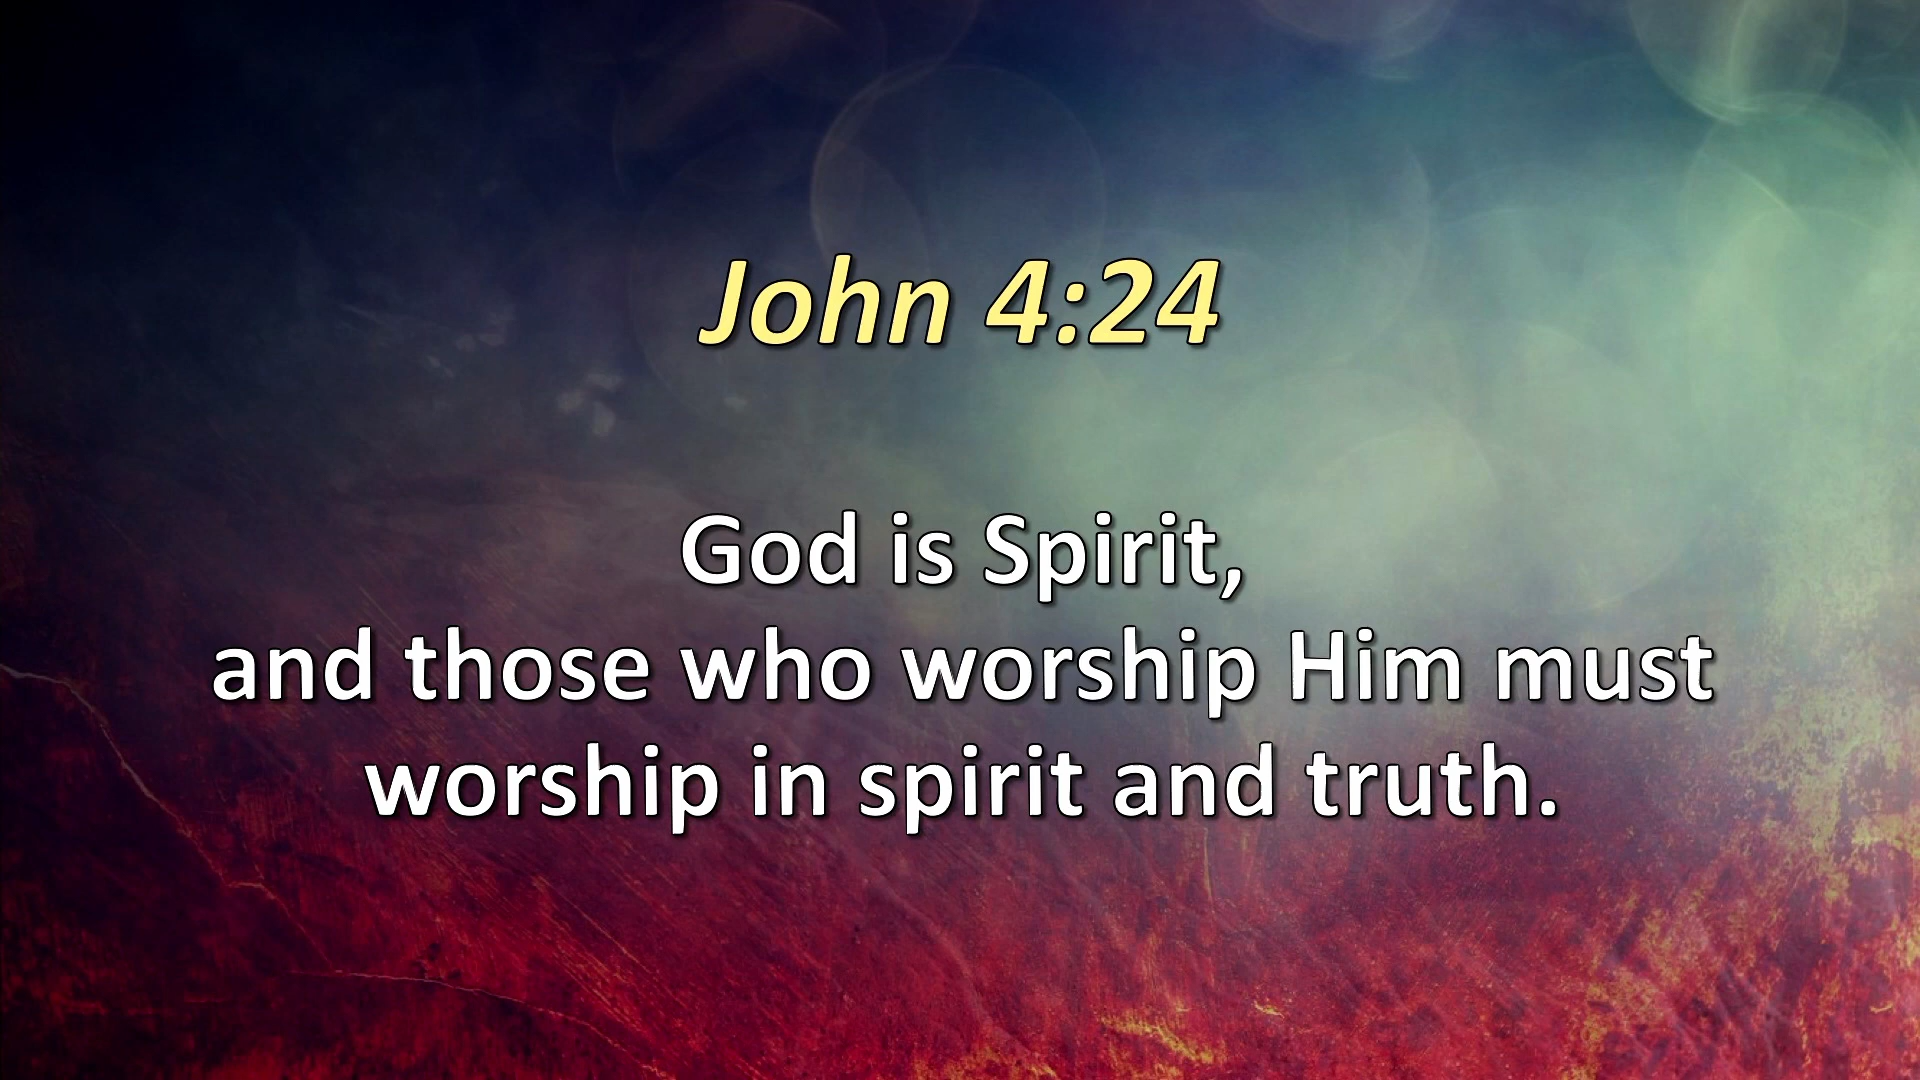 John 4:24
God is Spirit,
and those who worship Him must
worship in spirit and truth.